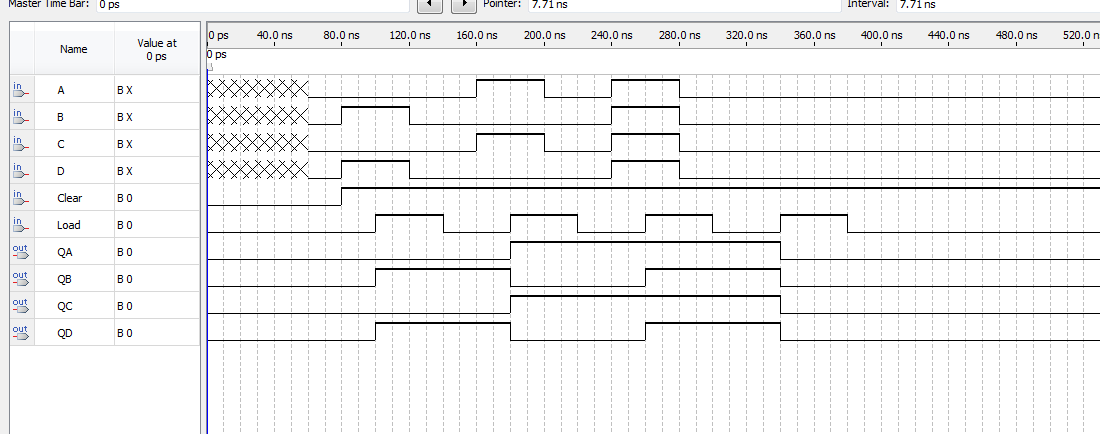 Master Time Bar: 0 ps Pointer: 7.71 ns Interval: 7.71 ns
Name Value at 0 ps
0 ps 40.0 ns 80.0 ns 120.0 ns 160.0 ns 200.0 ns 240.0 ns 280.0 ns 320.0 ns 360.0 ns 400.0 ns 440.0 ns 480.0 ns 520.0
0 ps
in A B X
in B B X
in C B X
in D B X
in Clear B 0
in Load B 0
out QA B 0
out QB B 0
out QC B 0
out QD B 0